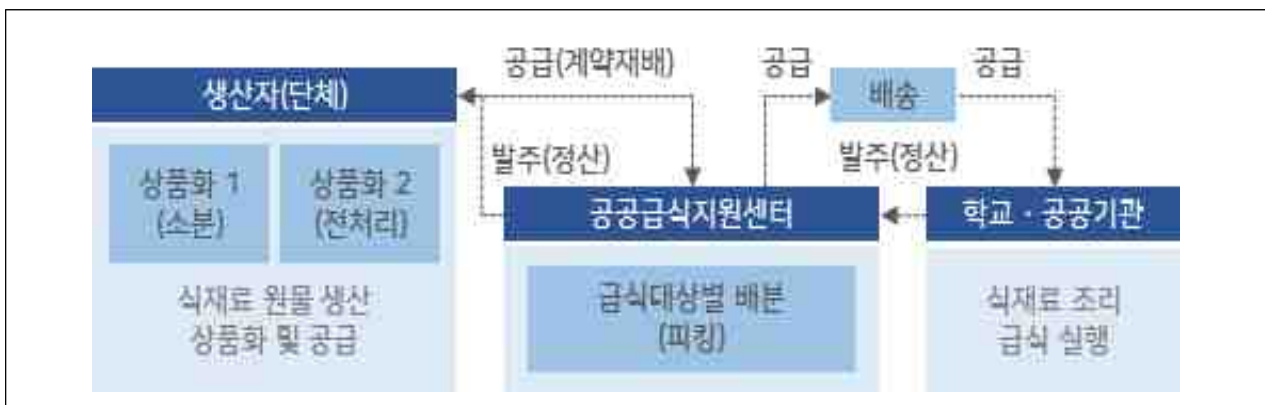 공급(계약재배)
공급
공급
생산자(단체)
배송
발주(정산)
발주(정산)
상품화 1
(소분)
상품화 2
(전처리)
공공급식지원센터
학교 · 공공기관
식재료 원물 생산
상품화 및 공급
급식대상별 배분
(피킹)
식재료 조리
급식 실행